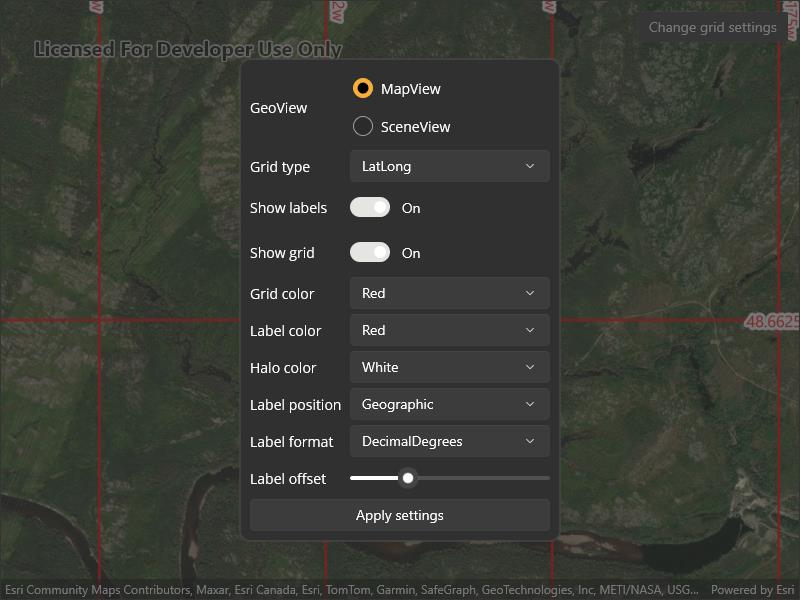 Change grid settings
Licensed For Developer Use Only
GeoView
MapView
SceneView
Grid type
LatLong
Show labels
On
Show grid
On
Grid color
Red
Label color
Red
48.6625
Halo color
White
Label position
Geographic
Label format
DecimalDegrees
Label offset
Apply settings
Esri Community Maps Contributors, Maxar, Esri Canada, Esri, TomTom, Garmin, SafeGraph, GeoTechnologies, Inc, METI/NASA, USG...
Powered by Esri